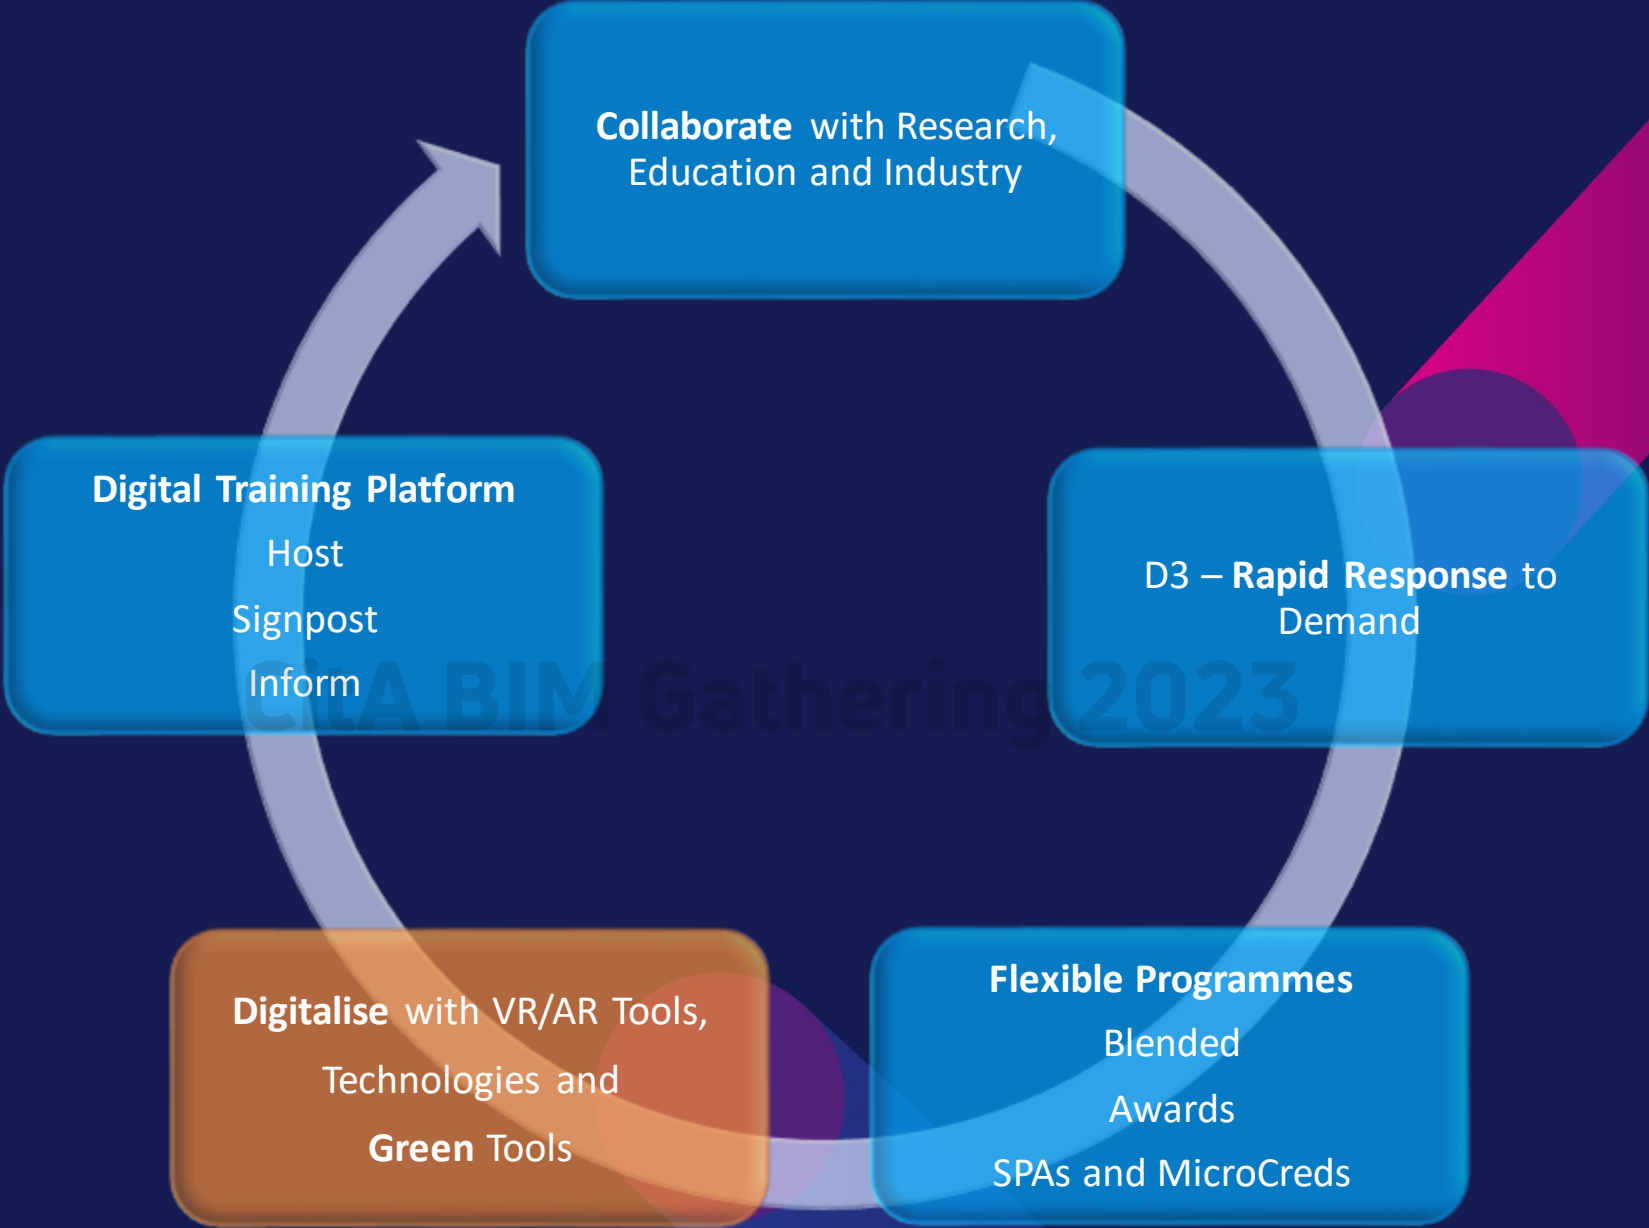 Collaborate with Research,
Education and Industry
D3 – Rapid Response to
Demand
Flexible Programmes
Blended
Awards
SPAs and MicroCreds
Digitalise with VR/AR Tools,
Technologies and
Green Tools
Digital Training Platform
Host
Signpost
Inform
CitA BIM Gathering 2023